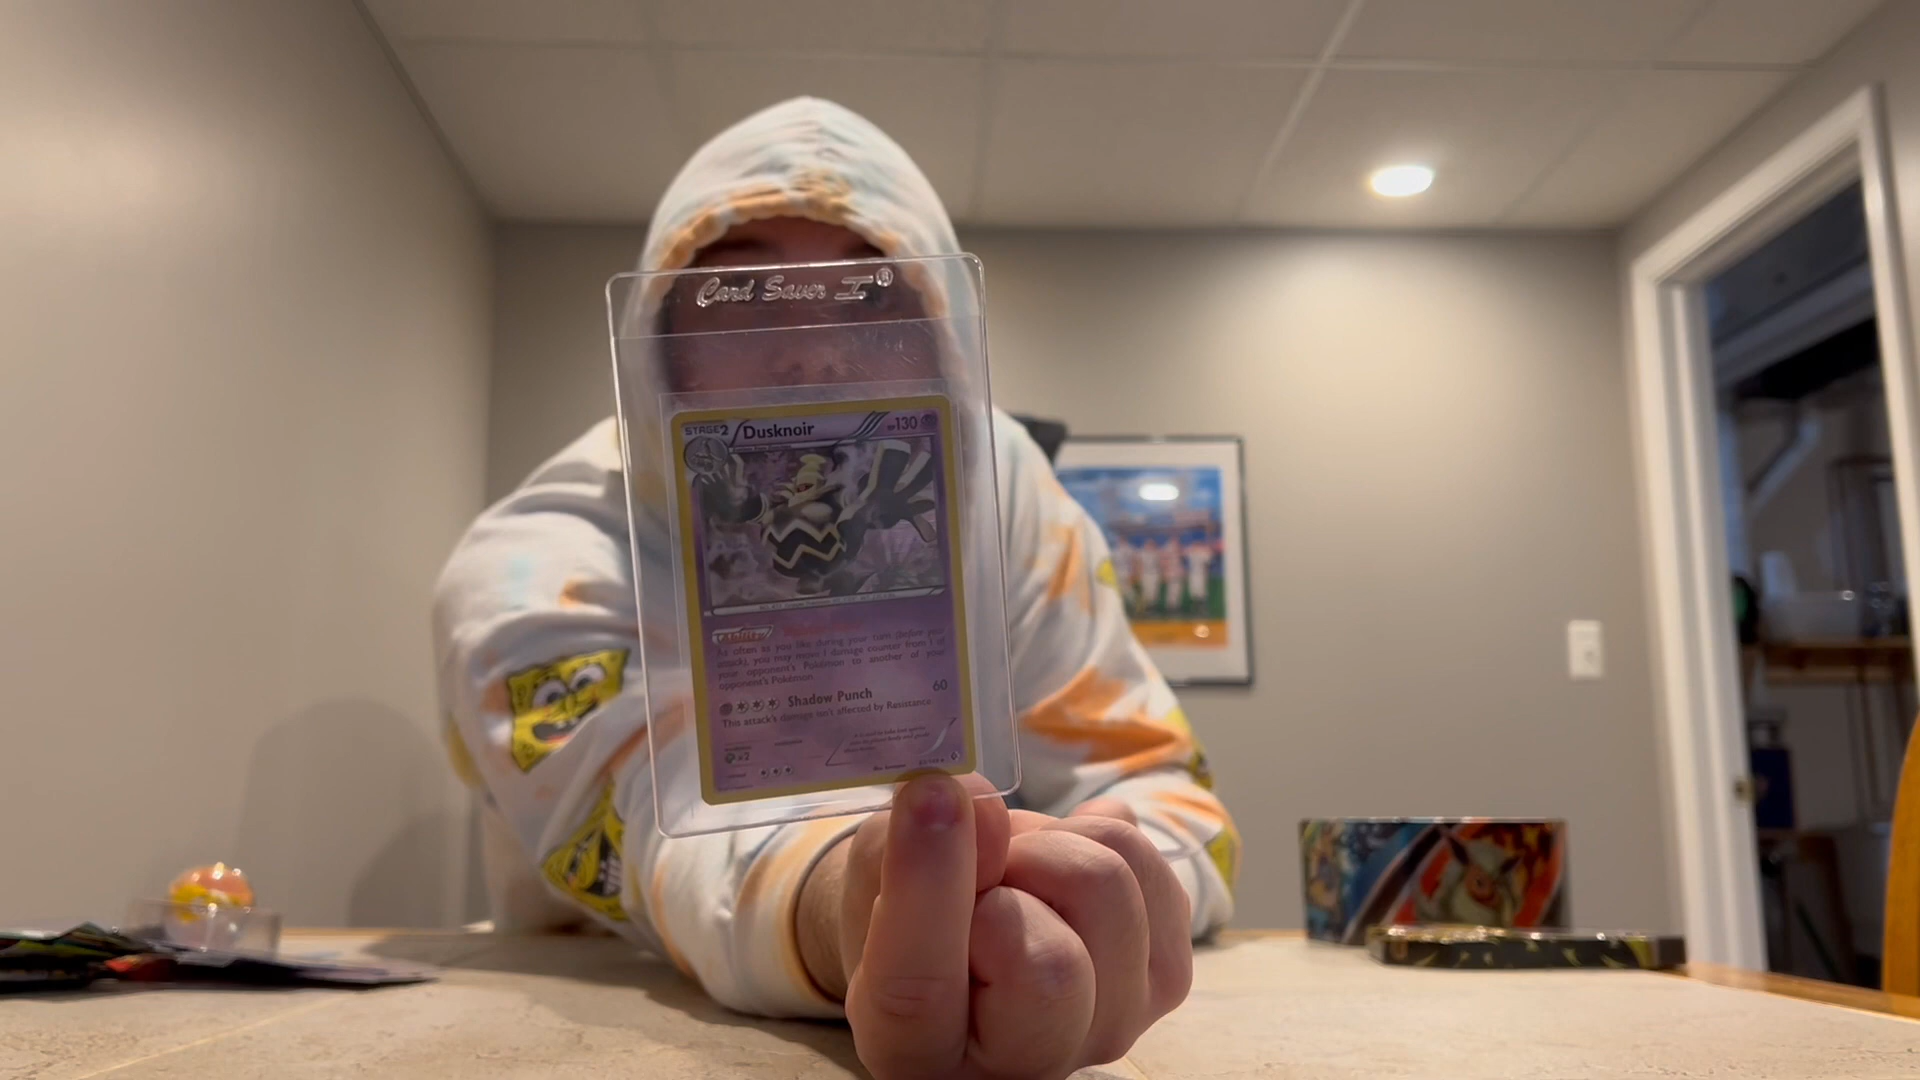 Card Saver I®
STAGE2 Dusknoir HP130
Ability
As often as you like during your turn (before your
attack), you may move 1 damage counter from 1 of
your opponent's Pokémon to another of your
opponent's Pokémon.
Shadow Punch 60
This attack's damage isn't affected by Resistance.
x2